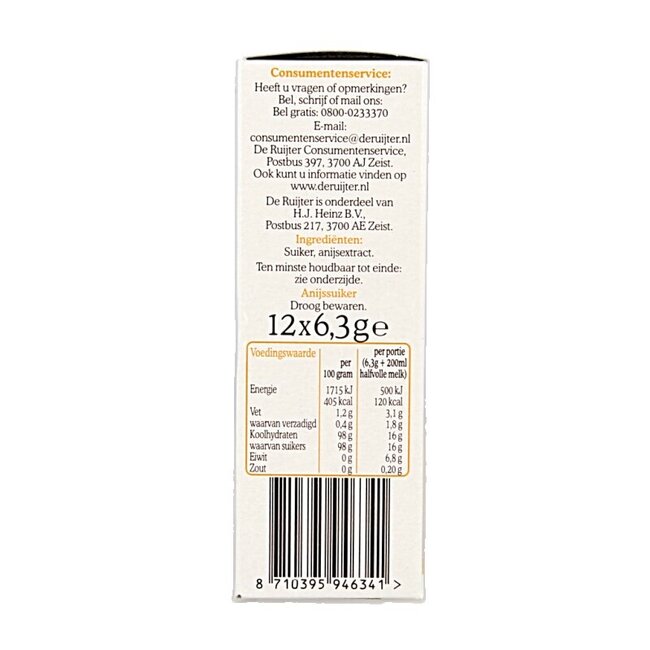 Consumentenservice:
Heeft u vragen of opmerkingen?
Bel, schrijf of mail ons:
Bel gratis: 0800-0233370
E-mail:
consumentenservice@deruijter.nl
De Ruijter Consumentenservice,
Postbus 397, 3700 AJ Zeist.
Ook kunt u informatie vinden op
www.deruijter.nl
De Ruijter is onderdeel van
H.J. Heinz B.V.,
Postbus 217, 3700 AE Zeist.
Ingrediënten:
Suiker, anijsextract.
Ten minste houdbaar tot einde:
zie onderzijde.
Anijssuiker
Droog bewaren.
12x6,3g℮
Voedingswaarde per 100 gram per portie (6,3g + 200ml halfvolle melk)
Energie 1715 kJ 500 kJ
405 kcal 120 kcal
Vet 1,2 g 3,1 g
waarvan verzadigd 0,4 g 1,8 g
Koolhydraten 98 g 16 g
waarvan suikers 98 g 16 g
Eiwit 0 g 6,8 g
Zout 0 g 0,20 g
8 710395 946341 >